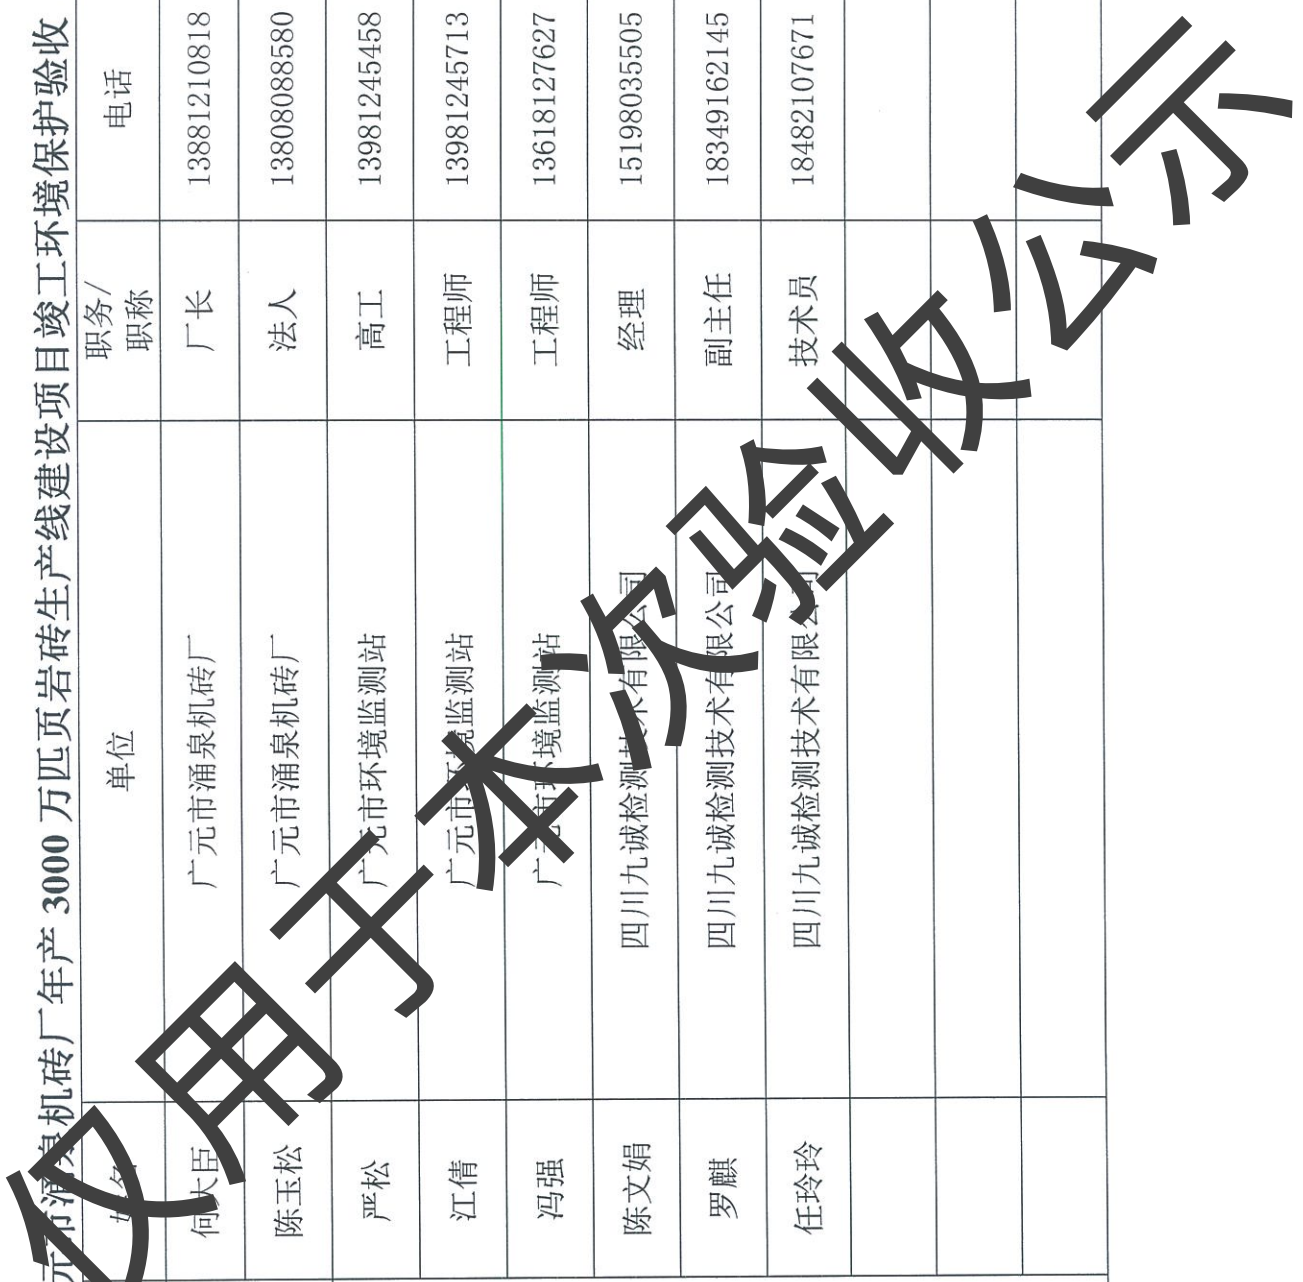 元市涌泉机砖厂年产 3000 万匹页岩砖生产线建设项目竣工环境保护验收
姓名 单位 职务/职称 电话
何大臣 广元市涌泉机砖厂 厂长 13881210818
陈玉松 广元市涌泉机砖厂 法人 13808088580
严松 广元市环境监测站 高工 13981245458
江倩 广元市环境监测站 工程师 13981245713
冯强 广元市环境监测站 工程师 13618127627
陈文娟 四川九诚检测技术有限公司 经理 15198035505
罗麒 四川九诚检测技术有限公司 副主任 18349162145
任玲玲 四川九诚检测技术有限公司 技术员 18482107671
仅用于本次验收公示